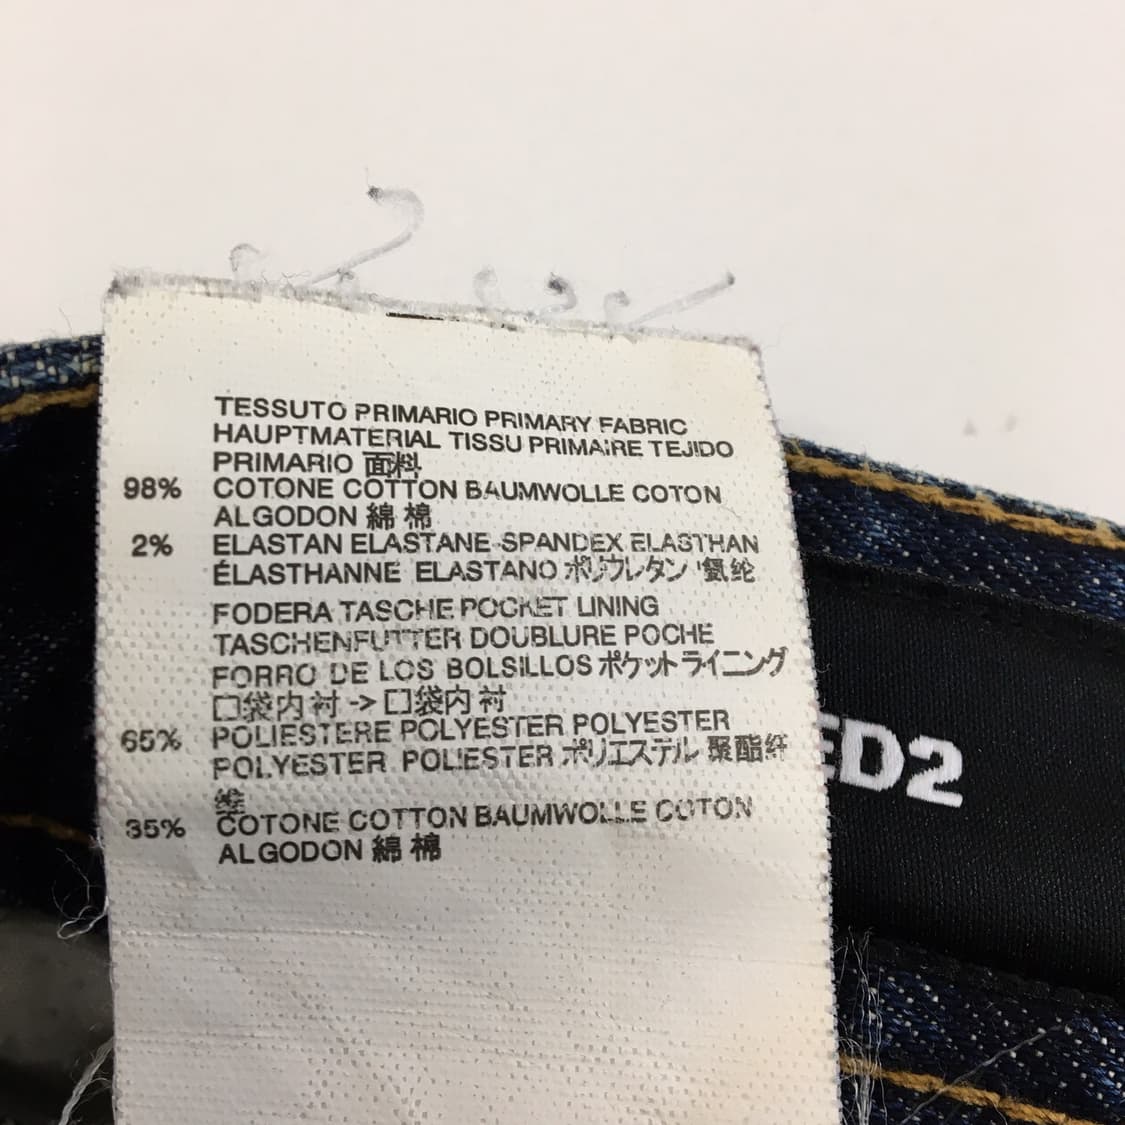 TESSUTO PRIMARIO PRIMARY FABRIC
HAUPTMATERIAL TISSU PRIMAIRE TEJIDO
PRIMARIO 面料
98% COTONE COTTON BAUMWOLLE COTON
ALGODON 綿 棉
2% ELASTAN ELASTANE SPANDEX ELASTHAN
ÉLASTHANNE ELASTANO ポリウレタン 氨纶
FODERA TASCHE POCKET LINING
TASCHENFUTTER DOUBLURE POCHE
FORRO DE LOS BOLSILLOS ポケットライニング
口袋内衬 -> 口袋内 衬
65% POLIESTERE POLYESTER POLYESTER
POLYESTER POLIESTER ポリエステル 聚酯纤
维
35% COTONE COTTON BAUMWOLLE COTON
ALGODON 綿 棉
ED2